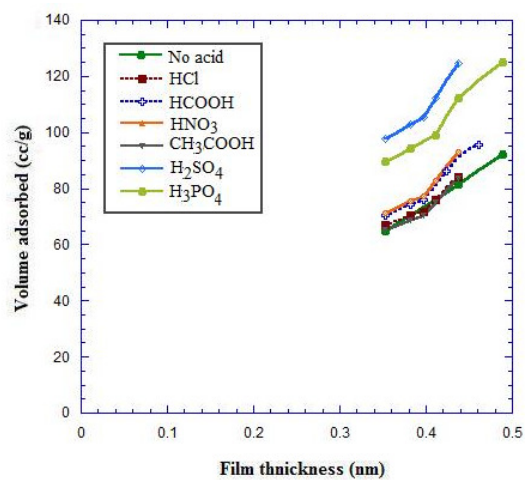 140
120
100
80
60
40
20
0
No acid
HCl
HCOOH
HNO₃
CH₃COOH
H₂SO₄
H₃PO₄
Volume adsorbed (cc/g)
0 0.1 0.2 0.3 0.4 0.5
Film thnickness (nm)